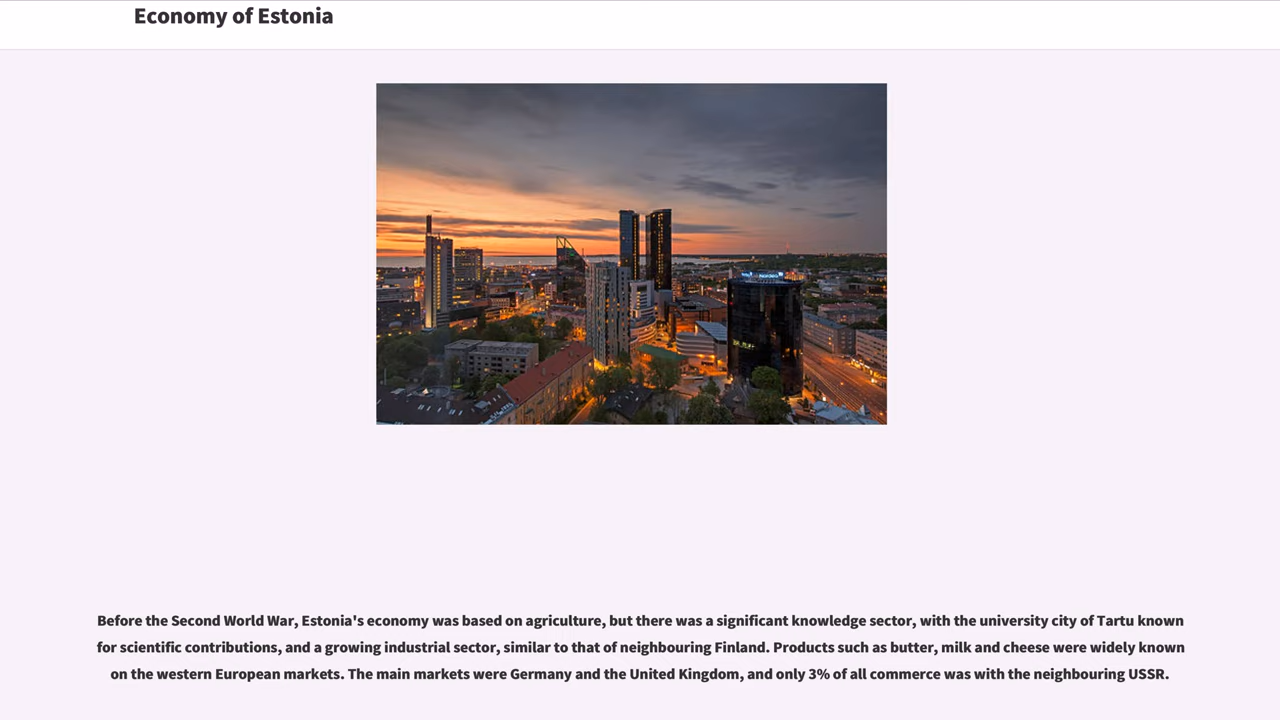 Economy of Estonia
Before the Second World War, Estonia's economy was based on agriculture, but there was a significant knowledge sector, with the university city of Tartu known
for scientific contributions, and a growing industrial sector, similar to that of neighbouring Finland. Products such as butter, milk and cheese were widely known
on the western European markets. The main markets were Germany and the United Kingdom, and only 3% of all commerce was with the neighbouring USSR.